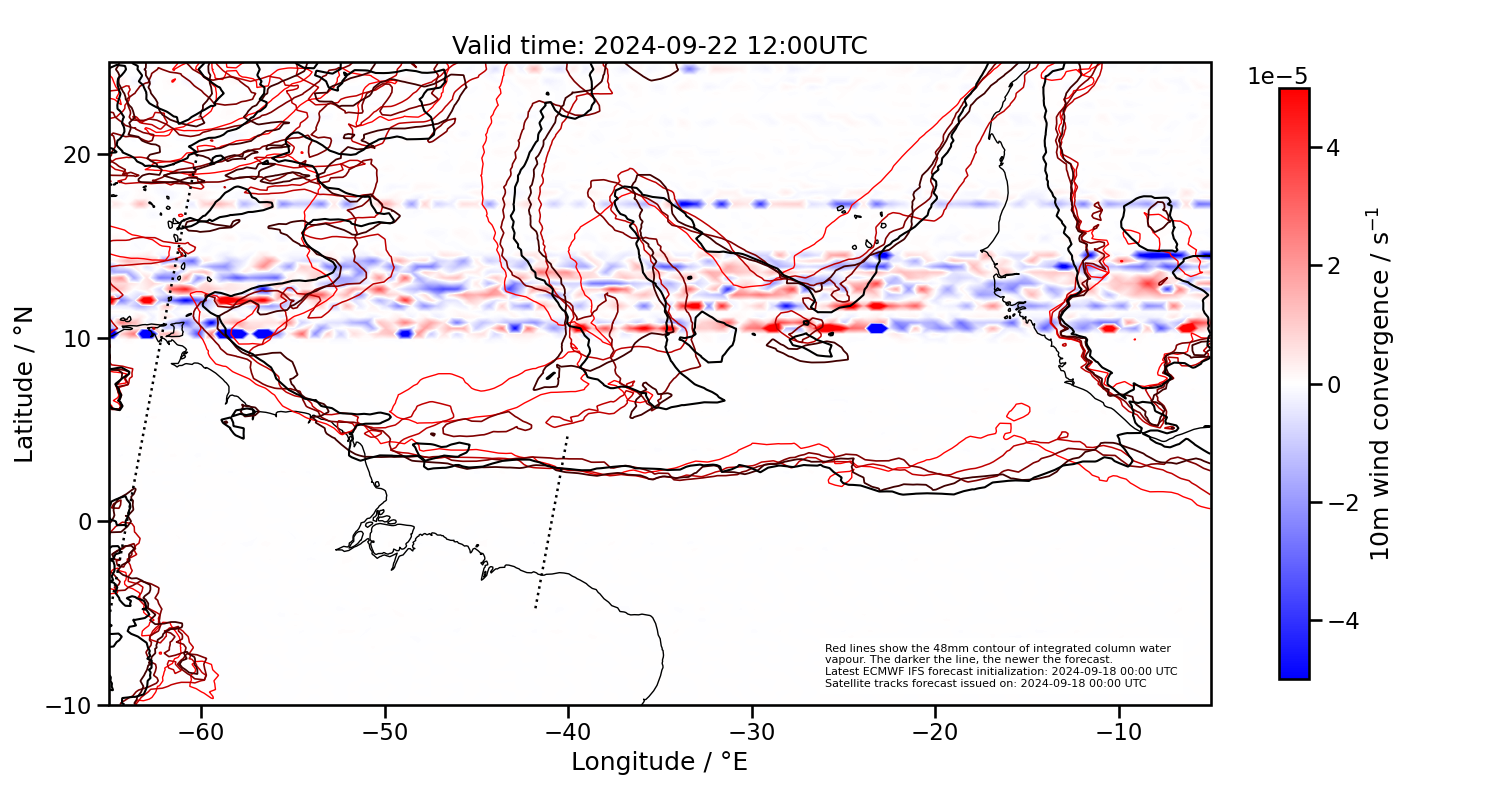 Valid time: 2024-09-22 12:00UTC
1e−5
Latitude / °N
20
10
0
−10
−60
−50
−40
−30
−20
−10
Longitude / °E
4
2
0
−2
−4
10m wind convergence / s⁻¹
Red lines show the 48mm contour of integrated column water
vapour. The darker the line, the newer the forecast.
Latest ECMWF IFS forecast initialization: 2024-09-18 00:00 UTC
Satellite tracks forecast issued on: 2024-09-18 00:00 UTC